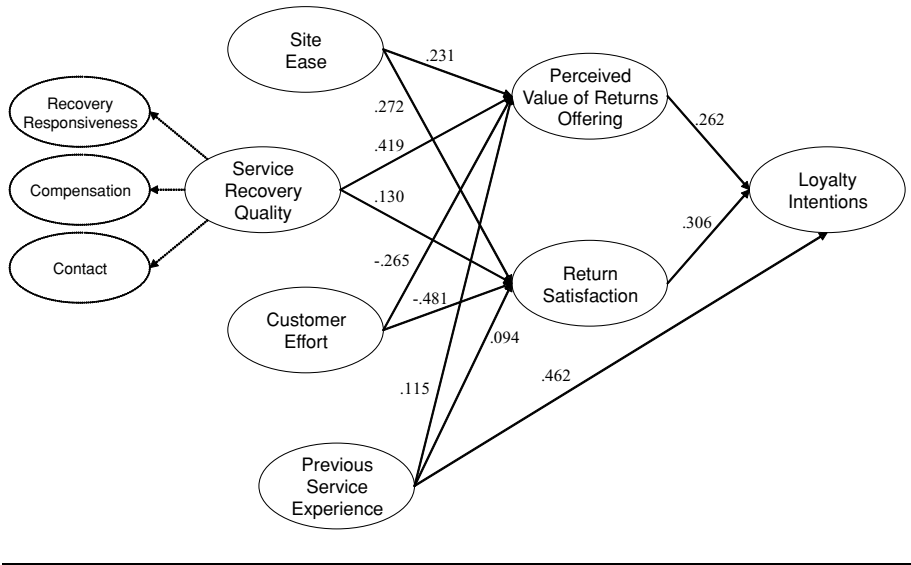 Site
Ease
.231
Perceived
Value of Returns
Offering
Recovery
Responsiveness
.272
.262
.419
Service
Recovery
Quality
Compensation
.130
Loyalty
Intentions
.306
Contact
-.265
Return
Satisfaction
-.481
Customer
Effort
.094
.462
.115
Previous
Service
Experience